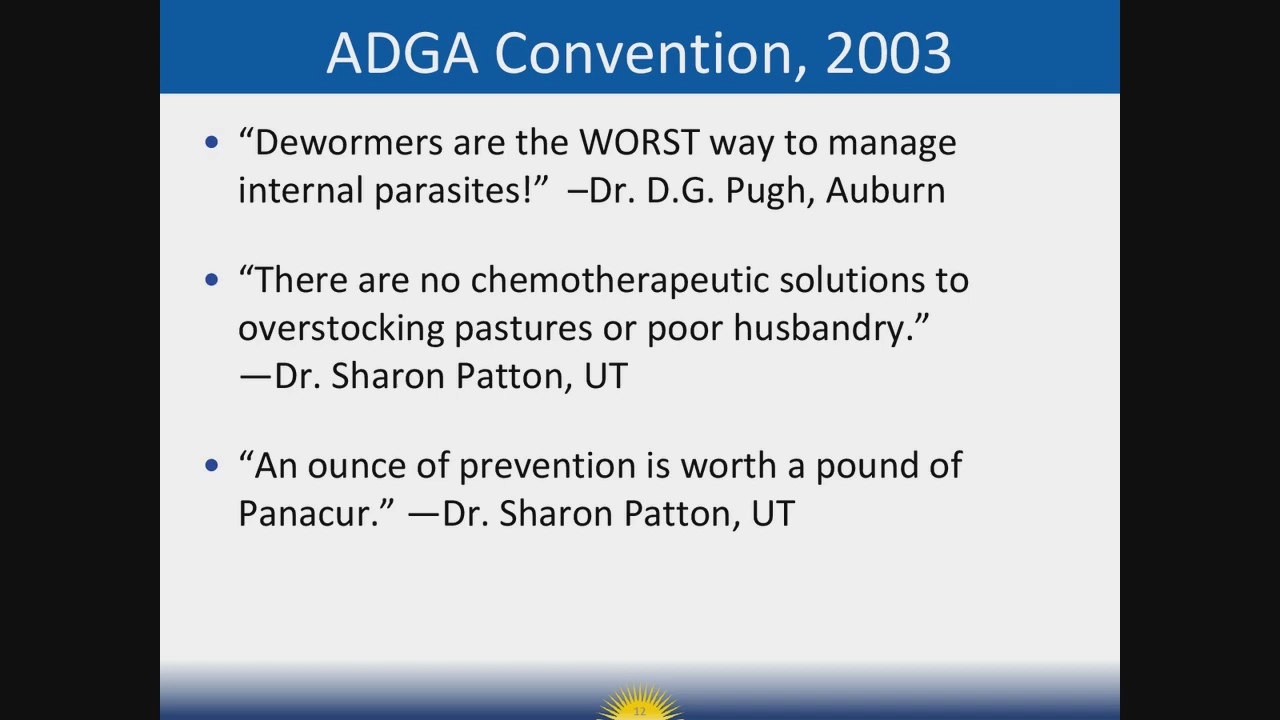 ADGA Convention, 2003
• “Dewormers are the WORST way to manage
internal parasites!” –Dr. D.G. Pugh, Auburn
• “There are no chemotherapeutic solutions to
overstocking pastures or poor husbandry.”
—Dr. Sharon Patton, UT
• “An ounce of prevention is worth a pound of
Panacur.” —Dr. Sharon Patton, UT
12